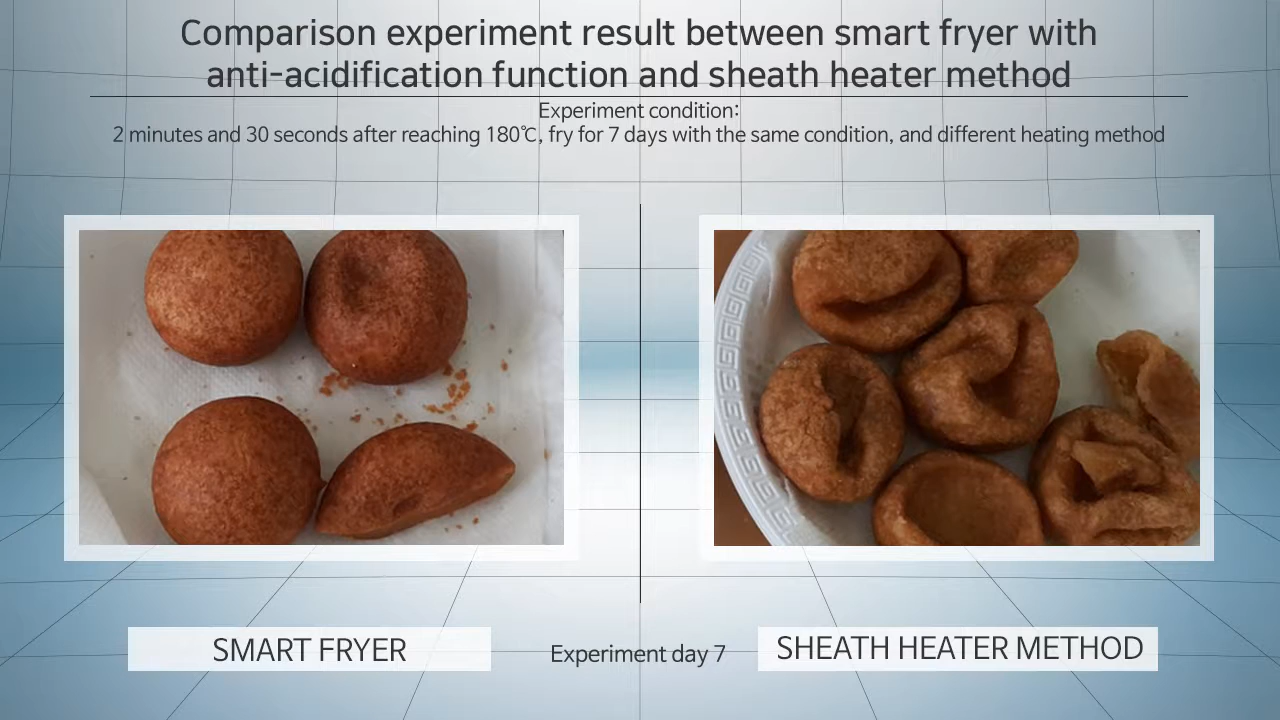 Comparison experiment result between smart fryer with
anti-acidification function and sheath heater method
Experiment condition:
2 minutes and 30 seconds after reaching 180℃, fry for 7 days with the same condition, and different heating method
SMART FRYER
Experiment day 7
SHEATH HEATER METHOD